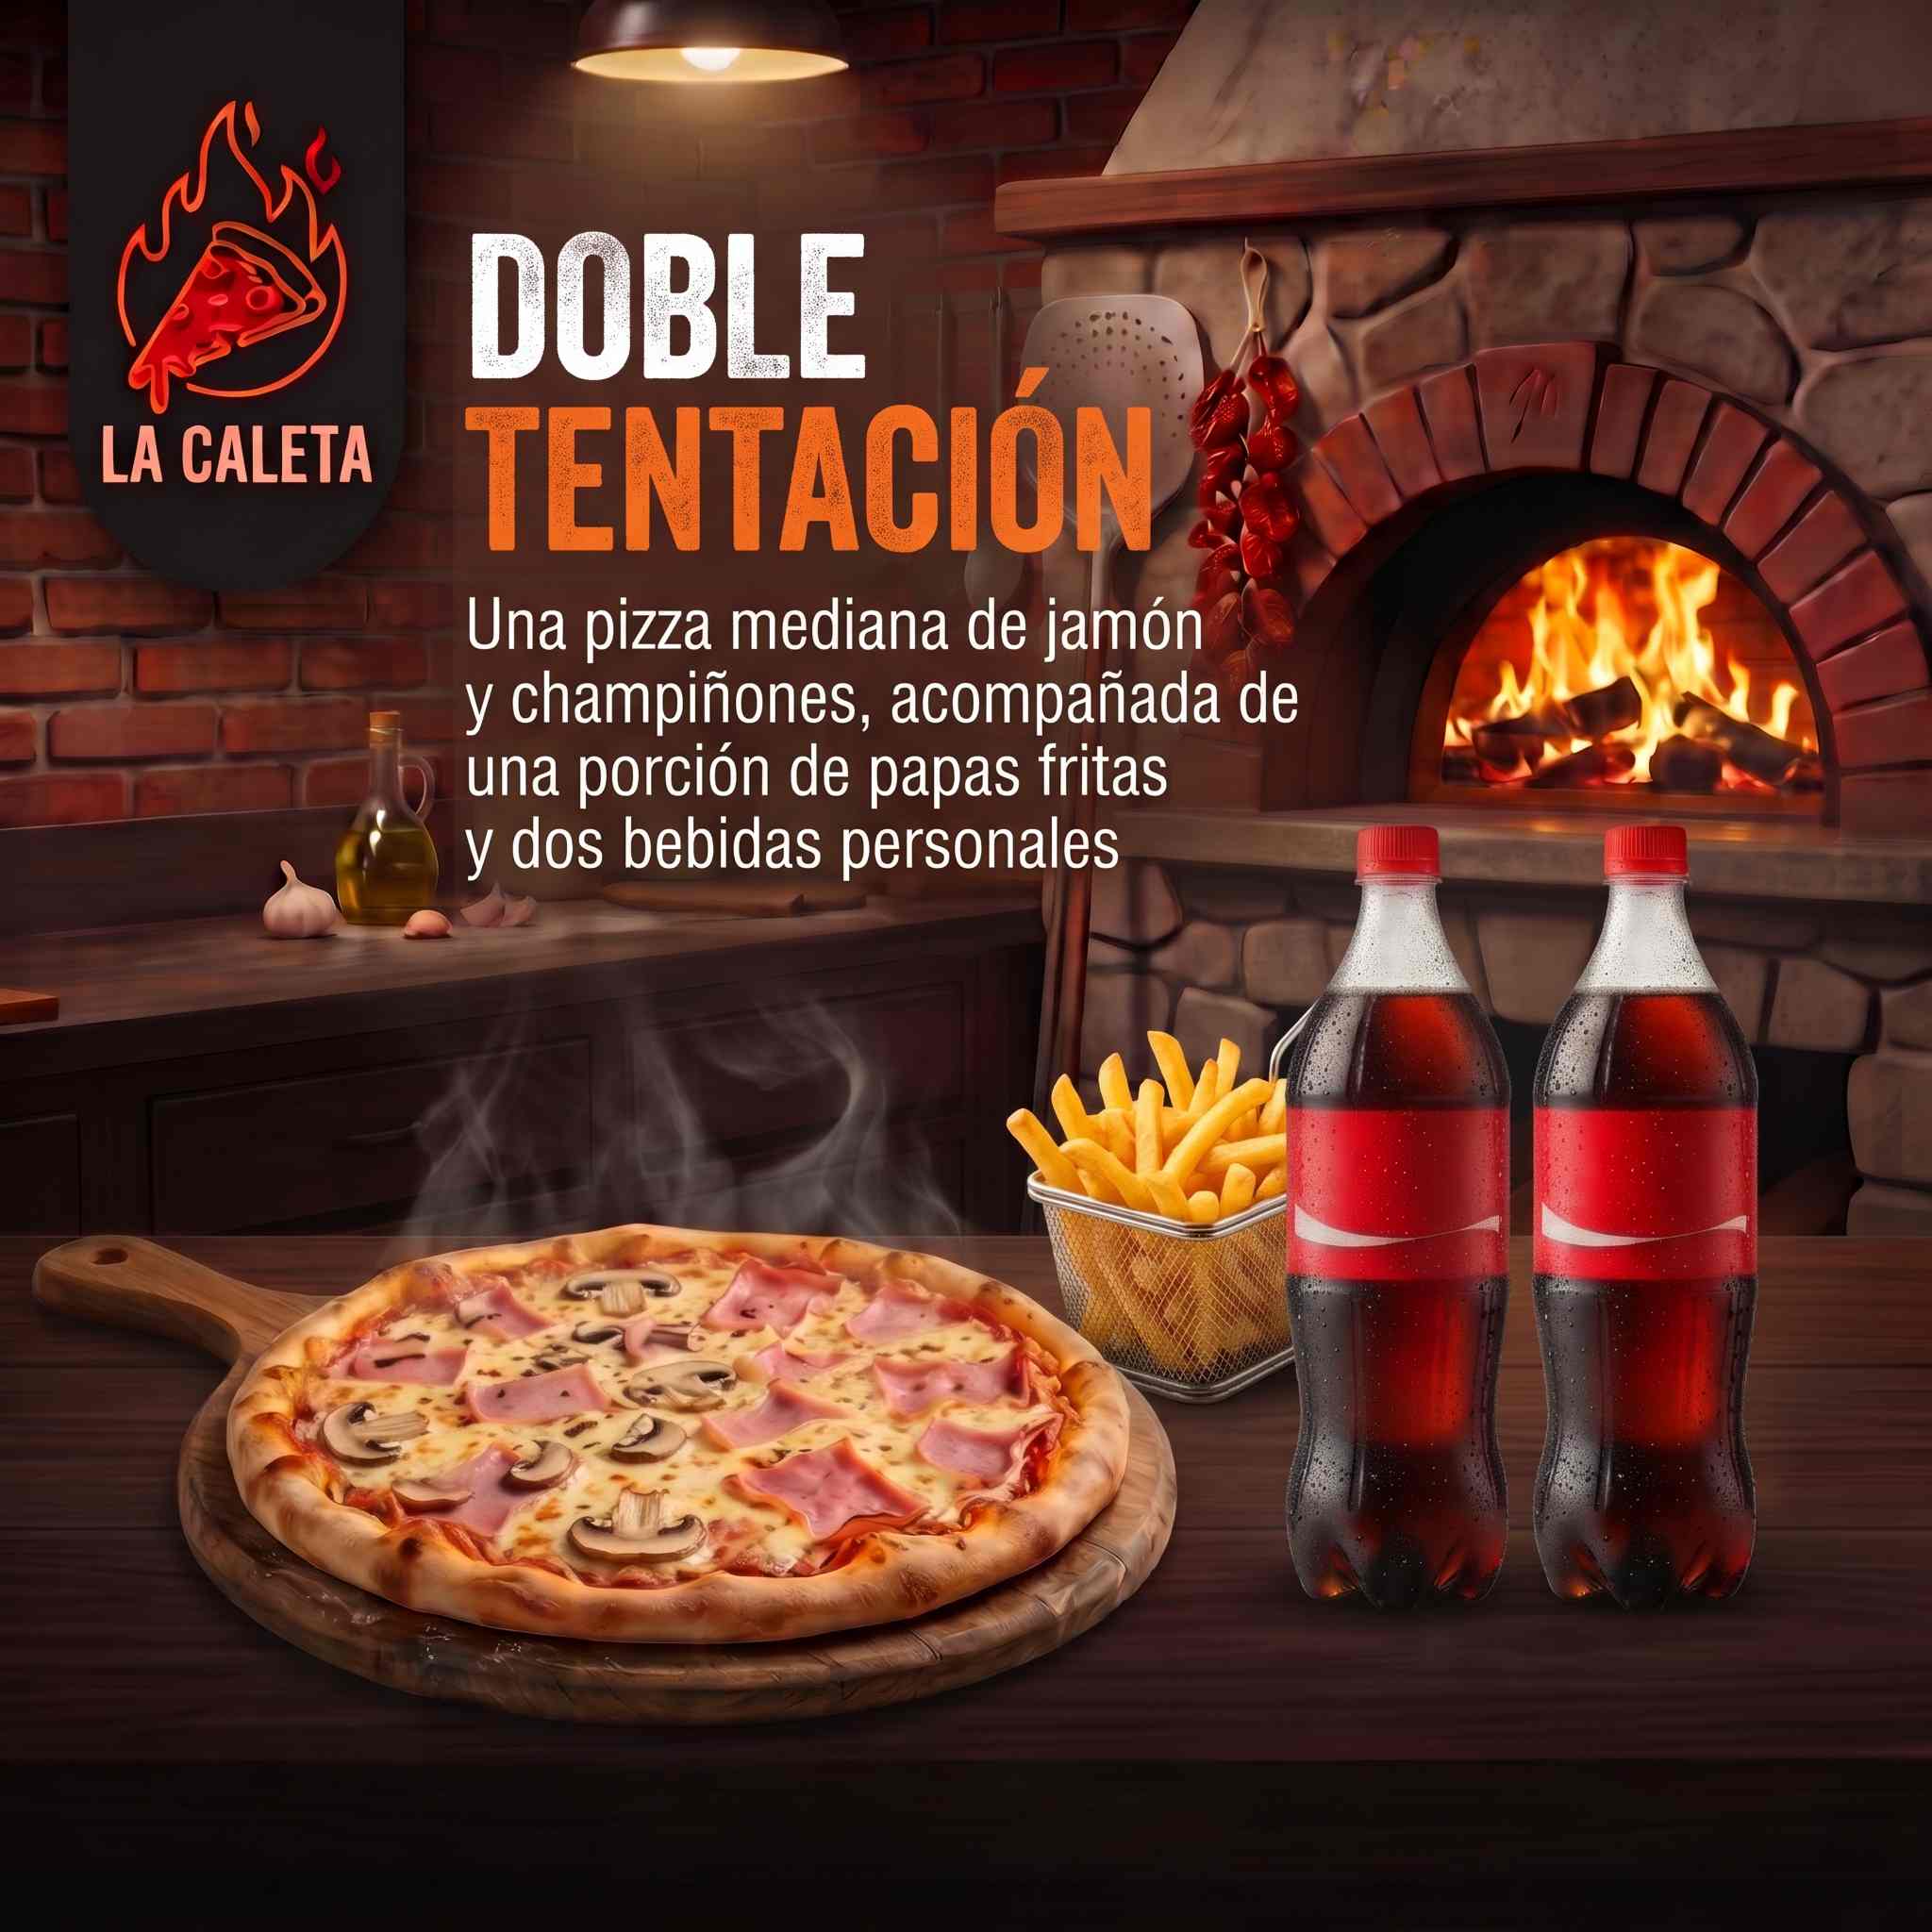 LA CALETA
DOBLE
TENTACIÓN
Una pizza mediana de jamón
y champiñones, acompañada de
una porción de papas fritas
y dos bebidas personales